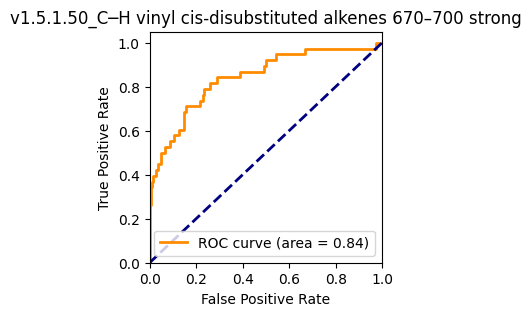 v1.5.1.50_C─H vinyl cis-disubstituted alkenes 670–700 strong
1.0
0.8
0.6
0.4
0.2
0.0
True Positive Rate
ROC curve (area = 0.84)
0.0 0.2 0.4 0.6 0.8 1.0
False Positive Rate